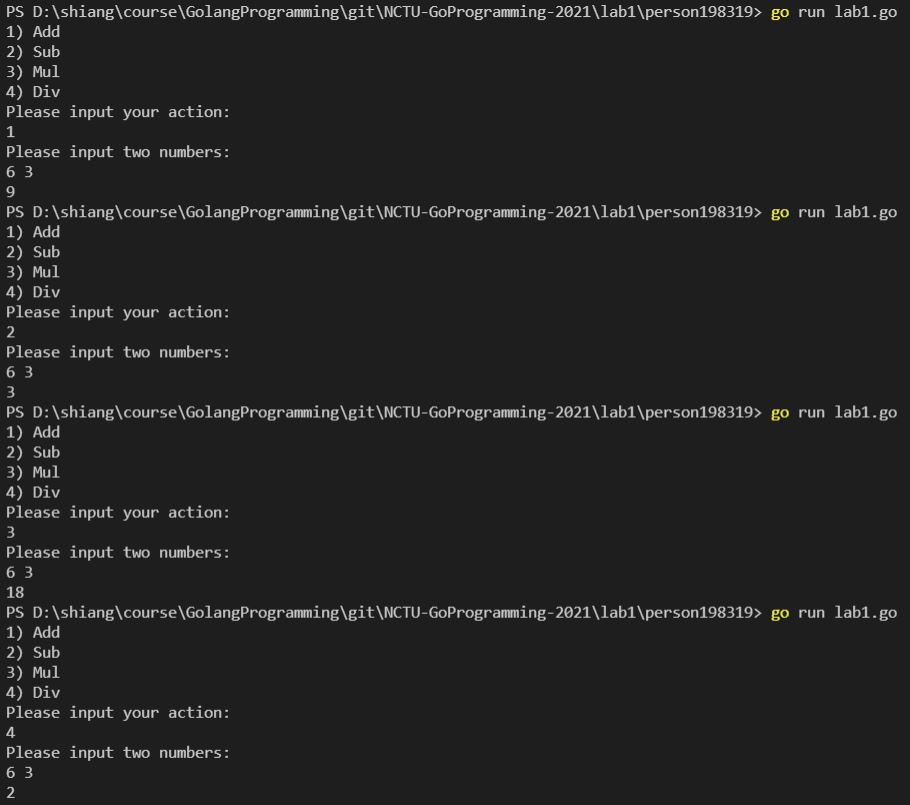 PS D:\shiang\course\GolangProgramming\git\NCTU-GoProgramming-2021\lab1\person198319> go run lab1.go
1) Add
2) Sub
3) Mul
4) Div
Please input your action:
1
Please input two numbers:
6 3
9
PS D:\shiang\course\GolangProgramming\git\NCTU-GoProgramming-2021\lab1\person198319> go run lab1.go
1) Add
2) Sub
3) Mul
4) Div
Please input your action:
2
Please input two numbers:
6 3
3
PS D:\shiang\course\GolangProgramming\git\NCTU-GoProgramming-2021\lab1\person198319> go run lab1.go
1) Add
2) Sub
3) Mul
4) Div
Please input your action:
3
Please input two numbers:
6 3
18
PS D:\shiang\course\GolangProgramming\git\NCTU-GoProgramming-2021\lab1\person198319> go run lab1.go
1) Add
2) Sub
3) Mul
4) Div
Please input your action:
4
Please input two numbers:
6 3
2